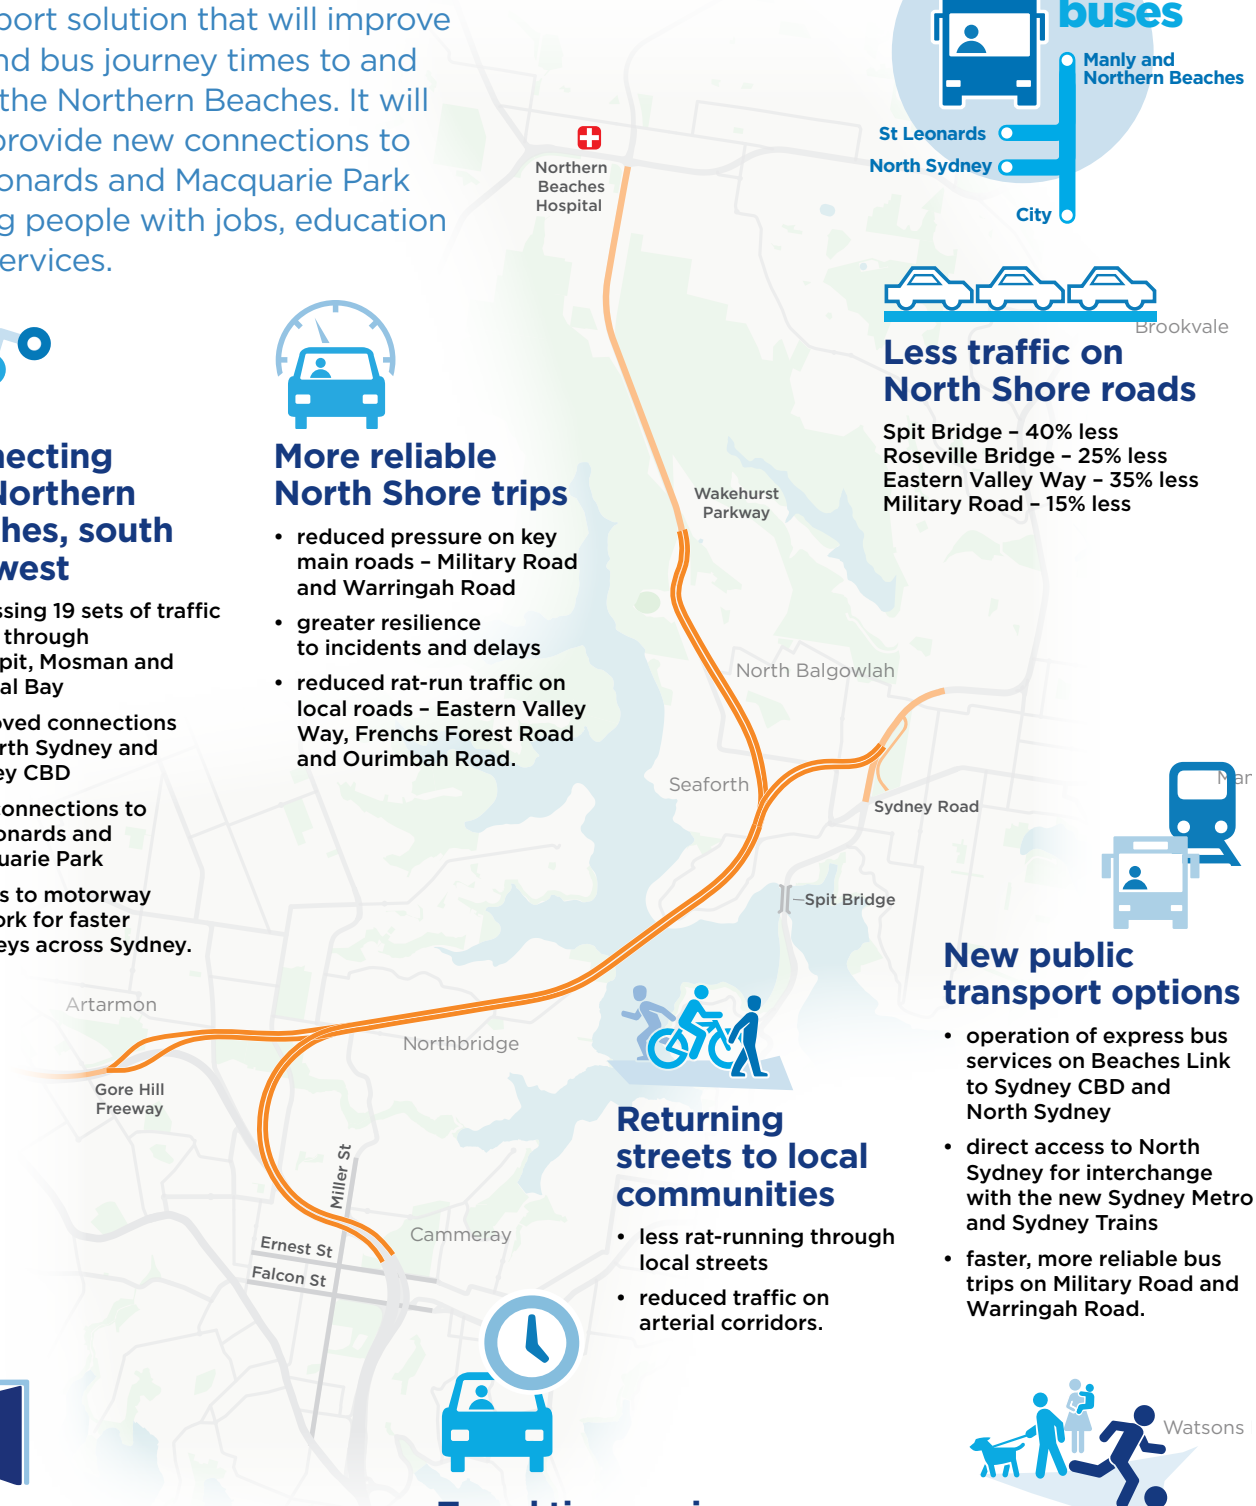 port solution that will improve
nd bus journey times to and
the Northern Beaches. It will
provide new connections to
onards and Macquarie Park
g people with jobs, education
ervices.
buses
Manly and
Northern Beaches
St Leonards
North Sydney
City
Northern
Beaches
Hospital
Brookvale
Less traffic on
North Shore roads
Spit Bridge – 40% less
Roseville Bridge – 25% less
Eastern Valley Way – 35% less
Military Road – 15% less
necting
Northern
hes, south
west
ssing 19 sets of traffic
through
pit, Mosman and
al Bay
oved connections
rth Sydney and
ey CBD
connections to
onards and
quarie Park
s to motorway
ork for faster
eys across Sydney.
More reliable
North Shore trips
• reduced pressure on key
main roads – Military Road
and Warringah Road
• greater resilience
to incidents and delays
• reduced rat-run traffic on
local roads – Eastern Valley
Way, Frenchs Forest Road
and Ourimbah Road.
Wakehurst
Parkway
North Balgowlah
Seaforth
Sydney Road
Man
Spit Bridge
Artarmon
Northbridge
Gore Hill
Freeway
Miller St
Ernest St
Falcon St
Cammeray
Returning
streets to local
communities
• less rat-running through
local streets
• reduced traffic on
arterial corridors.
New public
transport options
• operation of express bus
services on Beaches Link
to Sydney CBD and
North Sydney
• direct access to North
Sydney for interchange
with the new Sydney Metro
and Sydney Trains
• faster, more reliable bus
trips on Military Road and
Warringah Road.
Watsons